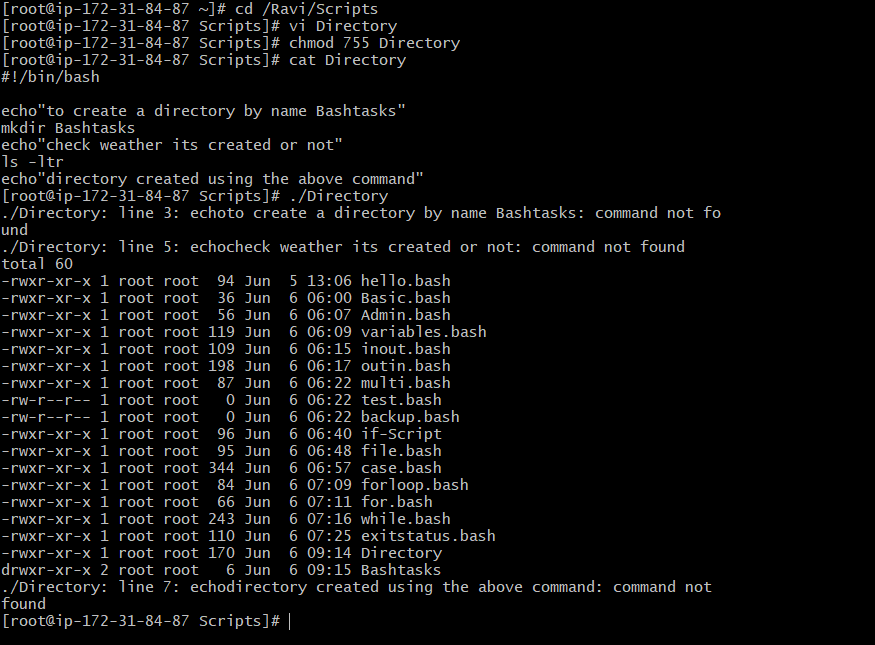 [root@ip-172-31-84-87 ~]# cd /Ravi/Scripts
[root@ip-172-31-84-87 Scripts]# vi Directory
[root@ip-172-31-84-87 Scripts]# chmod 755 Directory
[root@ip-172-31-84-87 Scripts]# cat Directory
#!/bin/bash

echo"to create a directory by name Bashtasks"
mkdir Bashtasks
echo"check weather its created or not"
ls -ltr
echo"directory created using the above command"
[root@ip-172-31-84-87 Scripts]# ./Directory
./Directory: line 3: echoto create a directory by name Bashtasks: command not fo
und
./Directory: line 5: echocheck weather its created or not: command not found
total 60
-rwxr-xr-x 1 root root  94 Jun  5 13:06 hello.bash
-rwxr-xr-x 1 root root  36 Jun  6 06:00 Basic.bash
-rwxr-xr-x 1 root root  56 Jun  6 06:07 Admin.bash
-rwxr-xr-x 1 root root 119 Jun  6 06:09 variables.bash
-rwxr-xr-x 1 root root 109 Jun  6 06:15 inout.bash
-rwxr-xr-x 1 root root 198 Jun  6 06:17 outin.bash
-rwxr-xr-x 1 root root  87 Jun  6 06:22 multi.bash
-rw-r--r-- 1 root root   0 Jun  6 06:22 test.bash
-rw-r--r-- 1 root root   0 Jun  6 06:22 backup.bash
-rwxr-xr-x 1 root root  96 Jun  6 06:40 if-Script
-rwxr-xr-x 1 root root  95 Jun  6 06:48 file.bash
-rwxr-xr-x 1 root root 344 Jun  6 06:57 case.bash
-rwxr-xr-x 1 root root  84 Jun  6 07:09 forloop.bash
-rwxr-xr-x 1 root root  66 Jun  6 07:11 for.bash
-rwxr-xr-x 1 root root 243 Jun  6 07:16 while.bash
-rwxr-xr-x 1 root root 110 Jun  6 07:25 exitstatus.bash
-rwxr-xr-x 1 root root 170 Jun  6 09:14 Directory
drwxr-xr-x 2 root root   6 Jun  6 09:15 Bashtasks
./Directory: line 7: echodirectory created using the above command: command not
found
[root@ip-172-31-84-87 Scripts]#